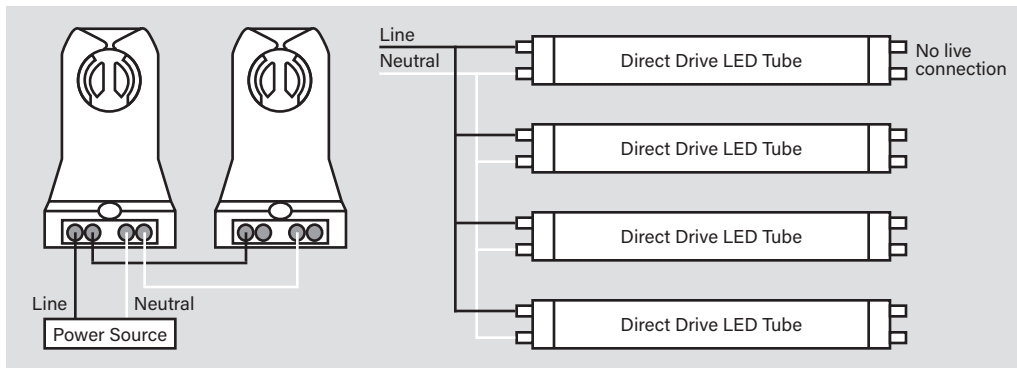 Line
Neutral
Power Source
Line
Neutral
Direct Drive LED Tube
No live
connection
Direct Drive LED Tube
Direct Drive LED Tube
Direct Drive LED Tube